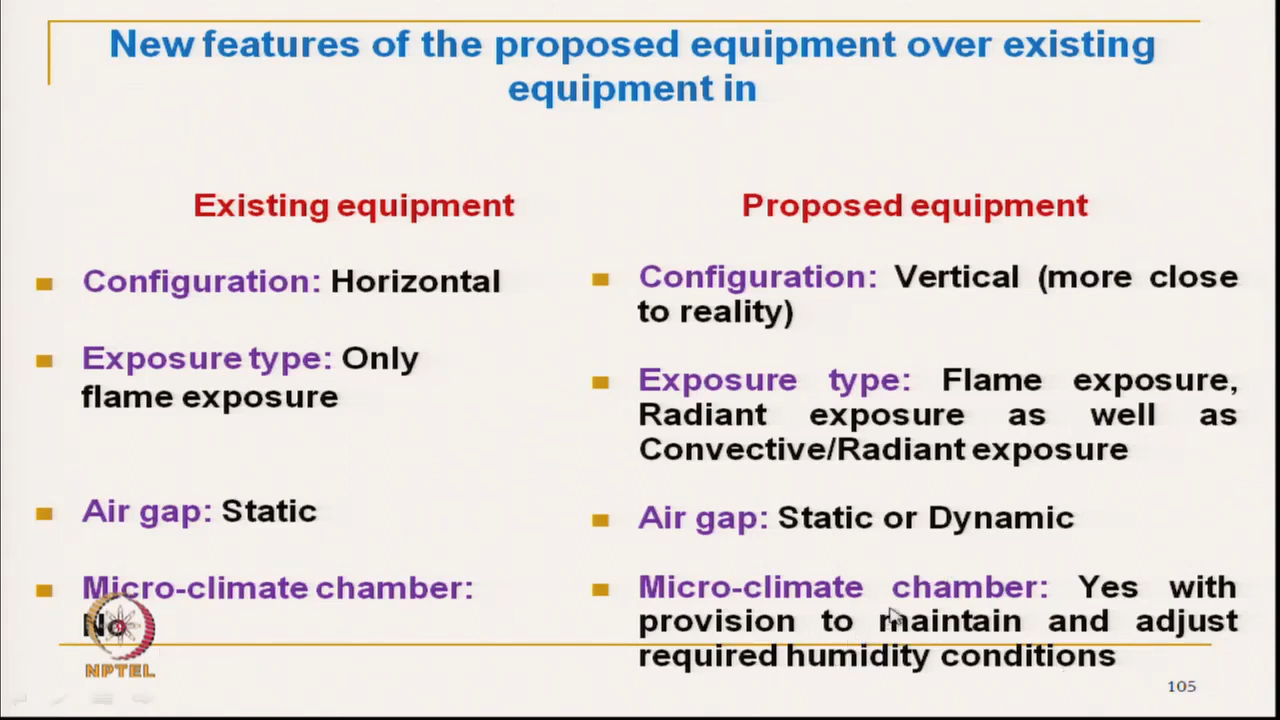 New features of the proposed equipment over existing
equipment in
Existing equipment
Configuration: Horizontal
Exposure type: Only
flame exposure
Air gap: Static
Micro-climate chamber:
No
Proposed equipment
Configuration: Vertical (more close
to reality)
Exposure type: Flame exposure,
Radiant exposure as well as
Convective/Radiant exposure
Air gap: Static or Dynamic
Micro-climate chamber: Yes with
provision to maintain and adjust
required humidity conditions
NPTEL
105